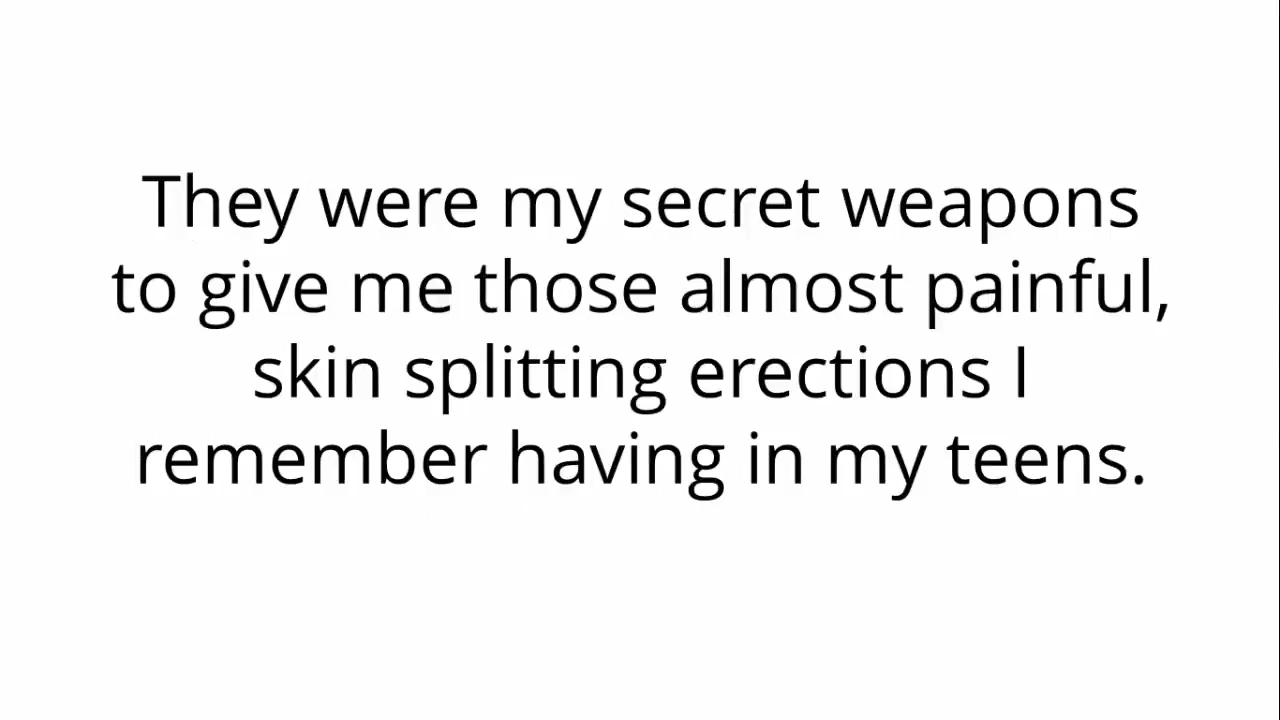 They were my secret weapons
to give me those almost painful,
skin splitting erections I
remember having in my teens.